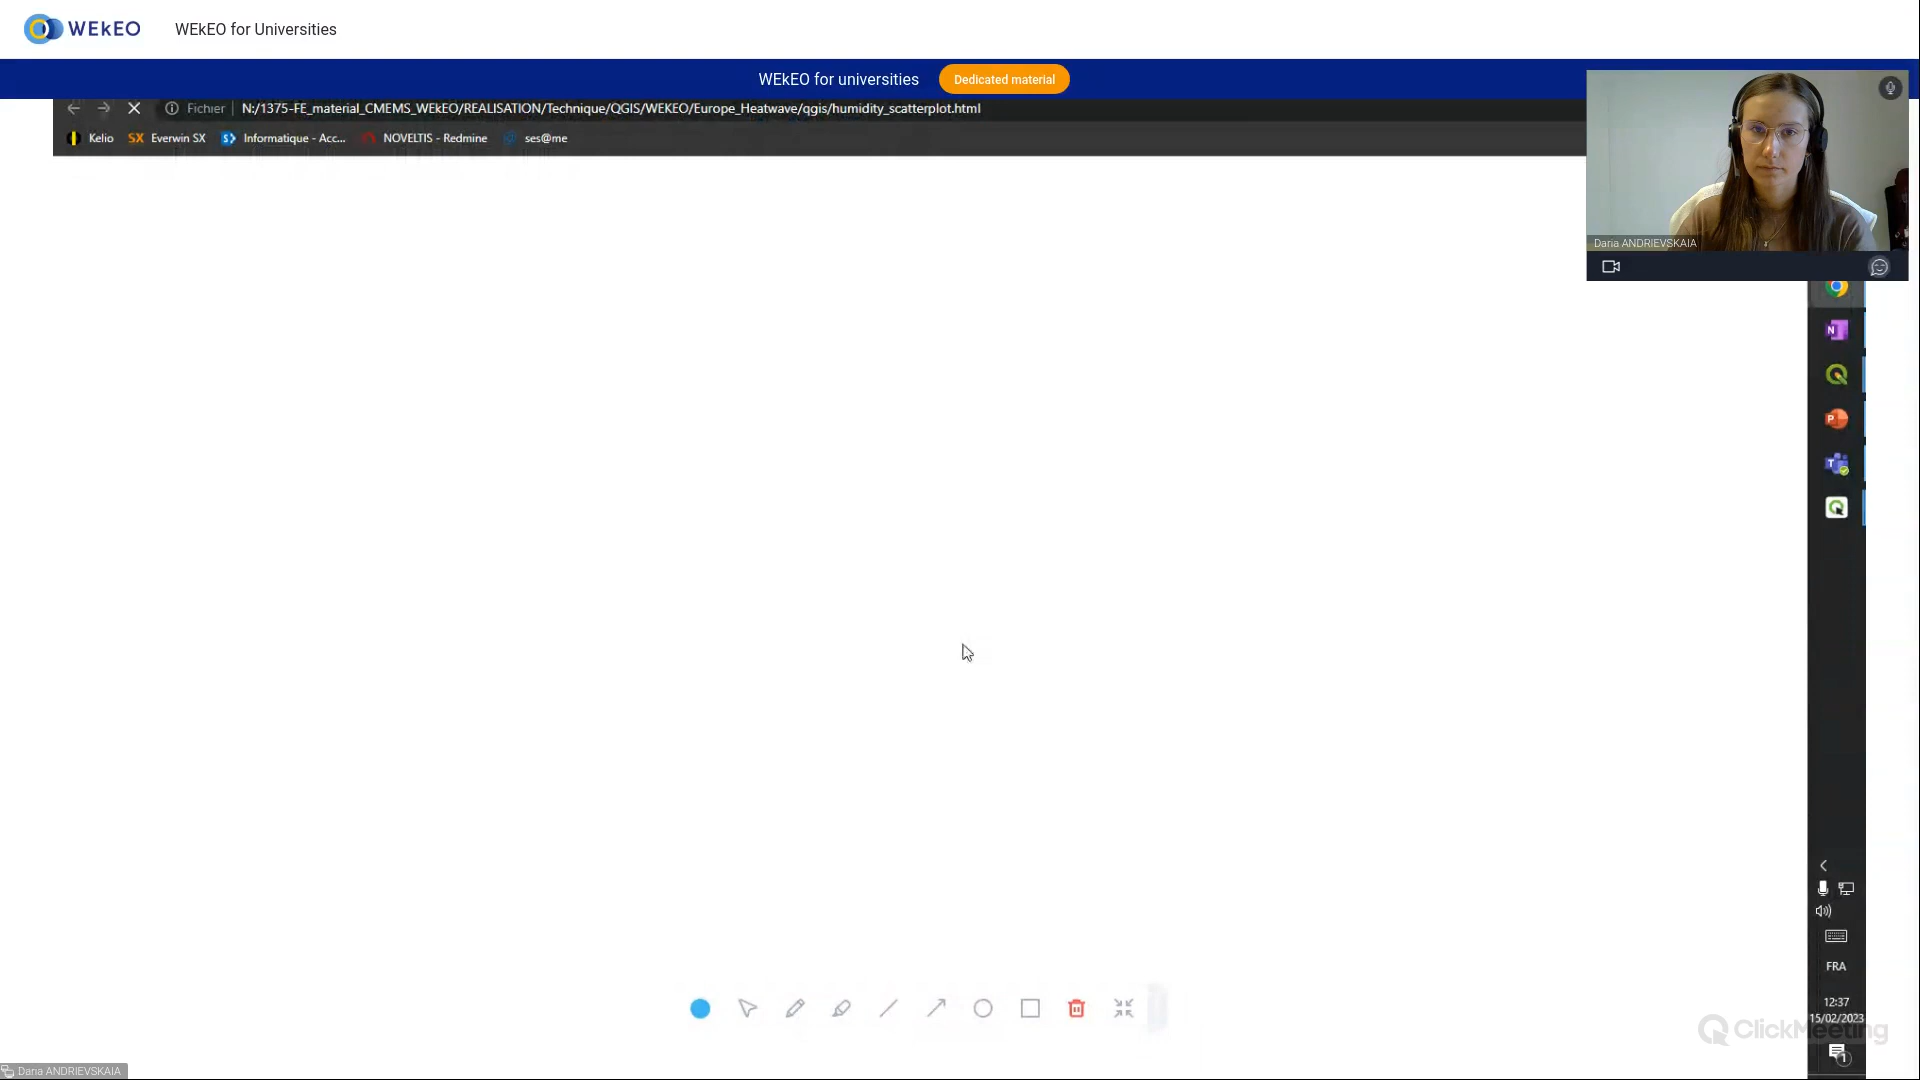 WEkEO WEkEO for Universities
WEkEO for universities Dedicated material
Fichier N:/1375-FE_material_CMEMS_WEkEO/REALISATION/Technique/QGIS/WEKEO/Europe_Heatwave/qgis/humidity_scatterplot.html
Kelio SX Everwin SX Informatique - Acc... NOVELTIS - Redmine ses@me
Daria ANDRIEVSKAIA
FRA
12:37
15/02/2023
ClickMeeting
1
Daria ANDRIEVSKAIA